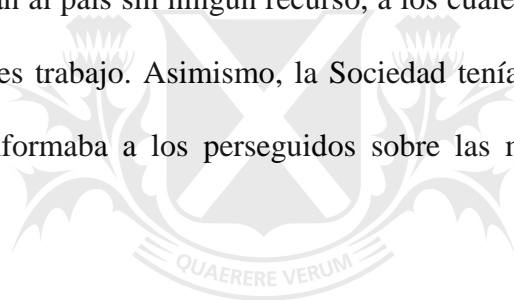 al país sin ningún recurso, a los
es trabajo. Asimismo, la Sociedad tenía
formaba a los perseguidos sobre las
QUAERERE VERUM